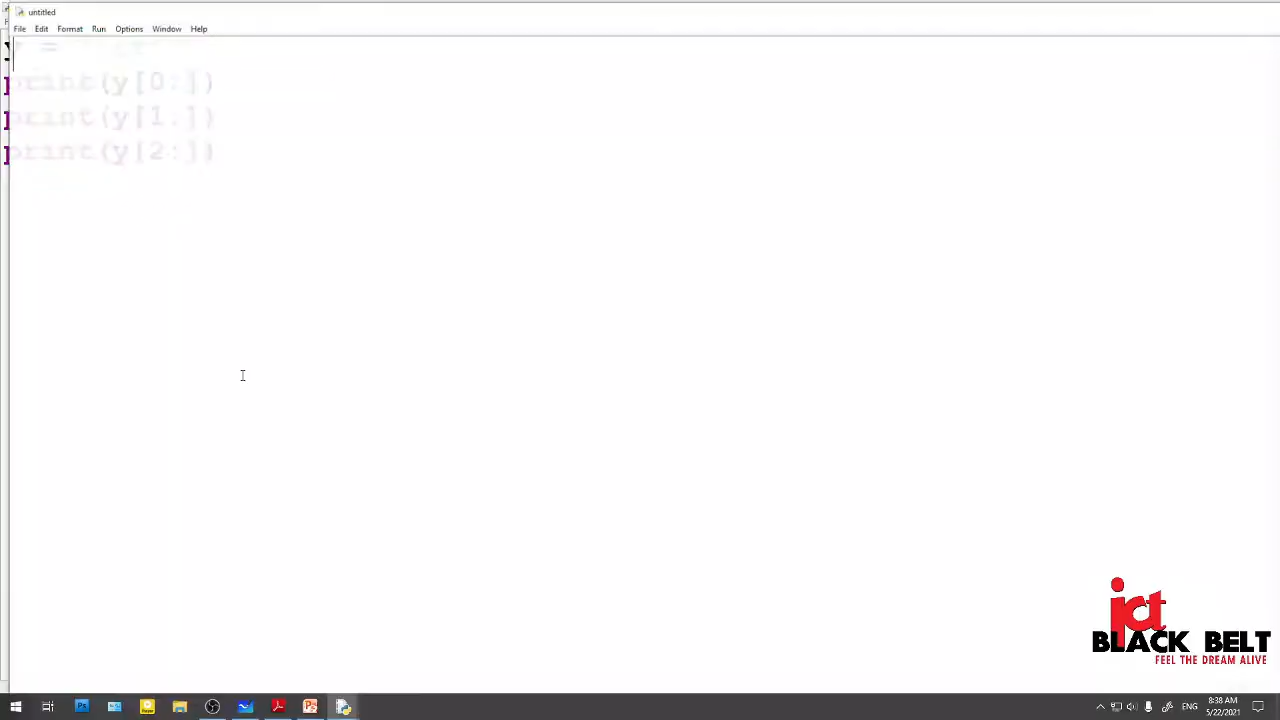 untitled
File Edit Format Run Options Window Help
y =
print(y[0:])
print(y[1:])
print(y[2:])
ict
BLACK BELT
FEEL THE DREAM ALIVE
ENG
8:38 AM
5/22/2021